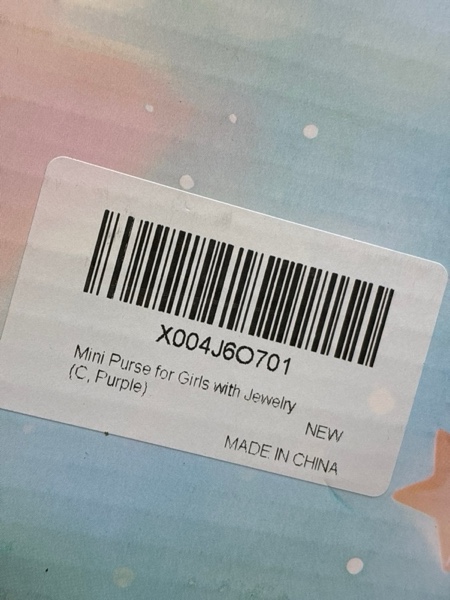 X004J6O701
Mini Purse for Girls with Jewelry
(C, Purple)
NEW
MADE IN CHINA